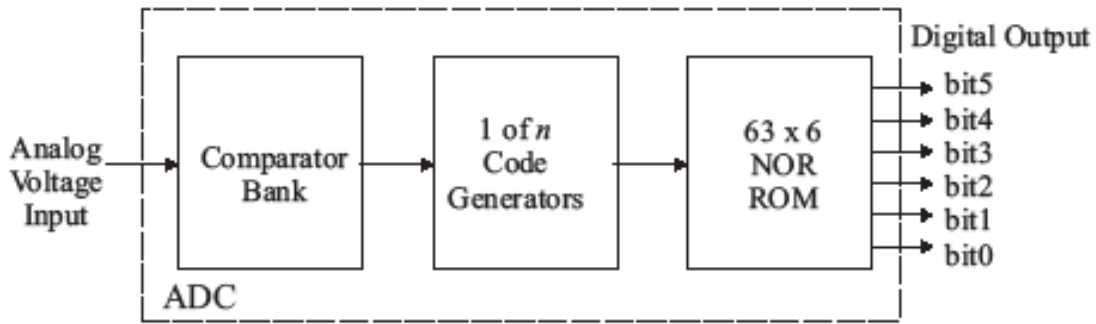 Digital Output
Analog
Voltage
Input
Comparator
Bank
1 of n
Code
Generators
63 x 6
NOR
ROM
bit5
bit4
bit3
bit2
bit1
bit0
ADC